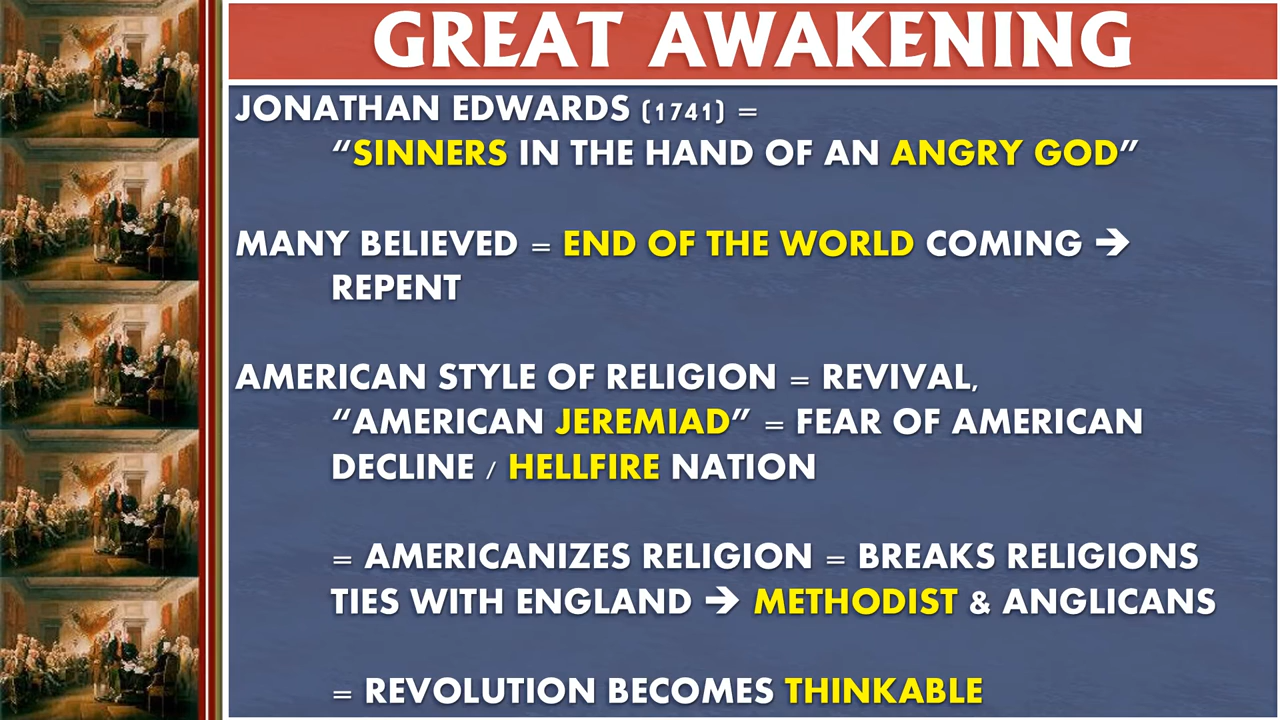 GREAT AWAKENING
JONATHAN EDWARDS (1741) =
“SINNERS IN THE HAND OF AN ANGRY GOD”
MANY BELIEVED = END OF THE WORLD COMING ➔
REPENT
AMERICAN STYLE OF RELIGION = REVIVAL,
“AMERICAN JEREMIAD” = FEAR OF AMERICAN
DECLINE / HELLFIRE NATION
= AMERICANIZES RELIGION = BREAKS RELIGIONS
TIES WITH ENGLAND ➔ METHODIST & ANGLICANS
= REVOLUTION BECOMES THINKABLE